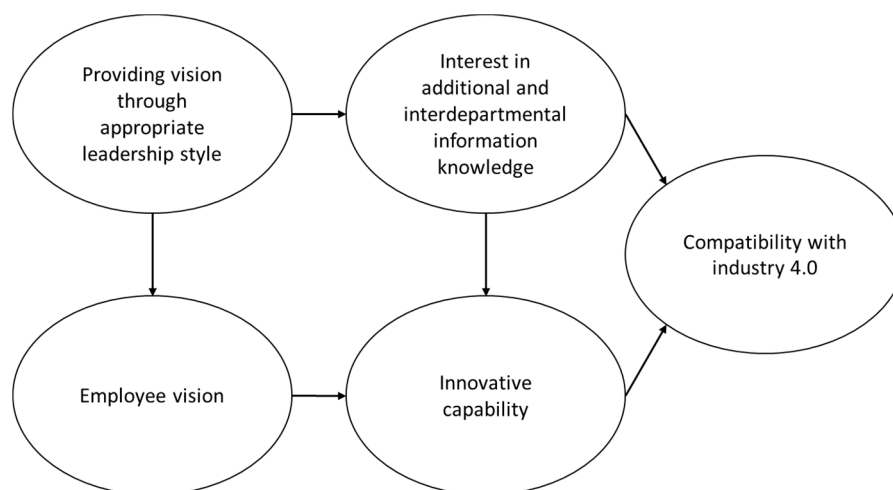 Providing vision
through
appropriate
leadership style
Interest in
additional and
interdepartmental
information
knowledge
Compatibility with
industry 4.0
Employee vision
Innovative
capability